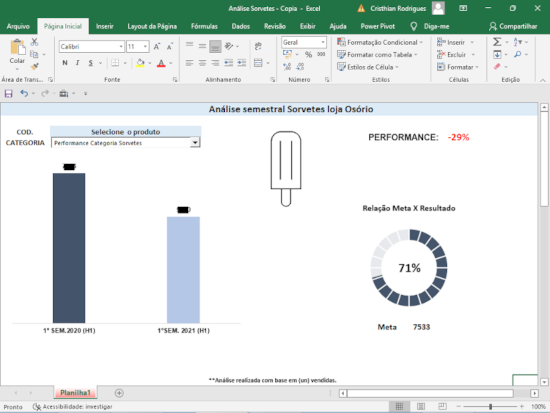 Análise Sorvetes - Copia - Excel
Cristhian Rodrigues
Arquivo Página Inicial Inserir Layout da Página Fórmulas Dados Revisão Exibir Ajuda Power Pivot Diga-me Compartilhar
Colar
Calibri 11
Geral
Formatação Condicional
Formatar como Tabela
Estilos de Célula
Inserir
Excluir
Formatar
Área de Trans... Fonte Alinhamento Número Estilos Células Edição
Análise semestral Sorvetes loja Osório
COD. Selecione o produto
CATEGORIA Performance Categoria Sorvetes
PERFORMANCE: -29%
Relação Meta X Resultado
71%
Meta 7533
1° SEM.2020 (H1) 1°SEM. 2021 (H1)
**Análise realizada com base em (un) vendidas.
Planilha1
Pronto Acessibilidade: investigar 100%